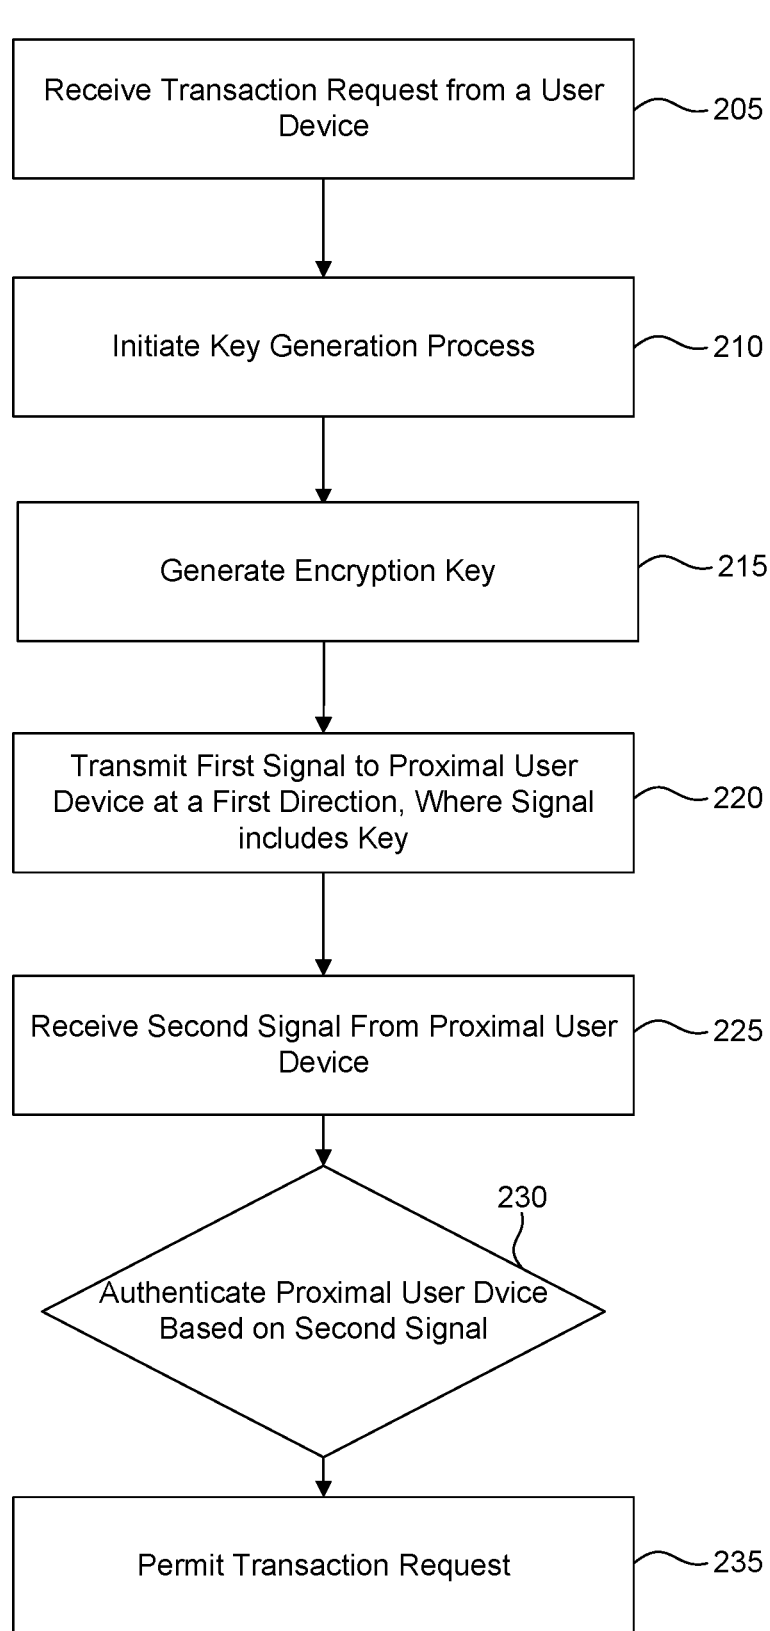 Receive Transaction Request from a User
Device
205
Initiate Key Generation Process
210
Generate Encryption Key
215
Transmit First Signal to Proximal User
Device at a First Direction, Where Signal
includes Key
220
Receive Second Signal From Proximal User
Device
225
230
Authenticate Proximal User Dvice
Based on Second Signal
Permit Transaction Request
235